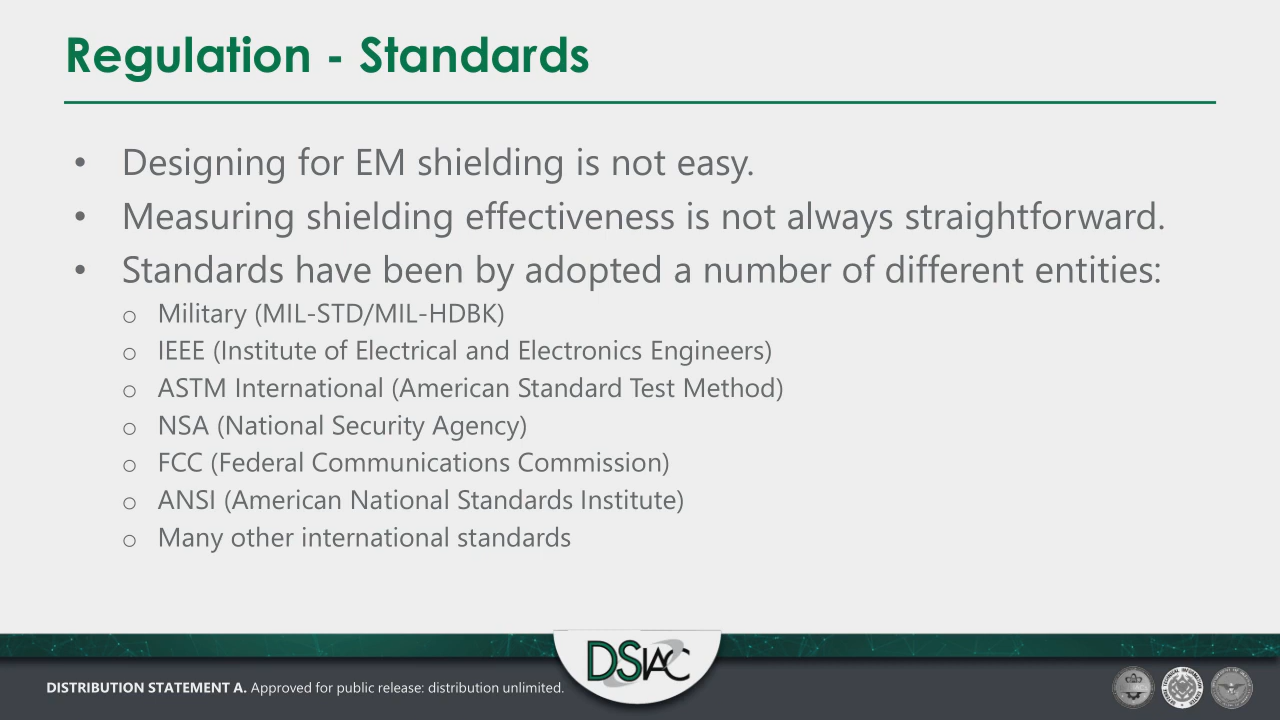 Regulation - Standards
• Designing for EM shielding is not easy.
• Measuring shielding effectiveness is not always straightforward.
• Standards have been by adopted a number of different entities:
o Military (MIL-STD/MIL-HDBK)
o IEEE (Institute of Electrical and Electronics Engineers)
o ASTM International (American Standard Test Method)
o NSA (National Security Agency)
o FCC (Federal Communications Commission)
o ANSI (American National Standards Institute)
o Many other international standards
DSIAC
DISTRIBUTION STATEMENT A. Approved for public release: distribution unlimited.